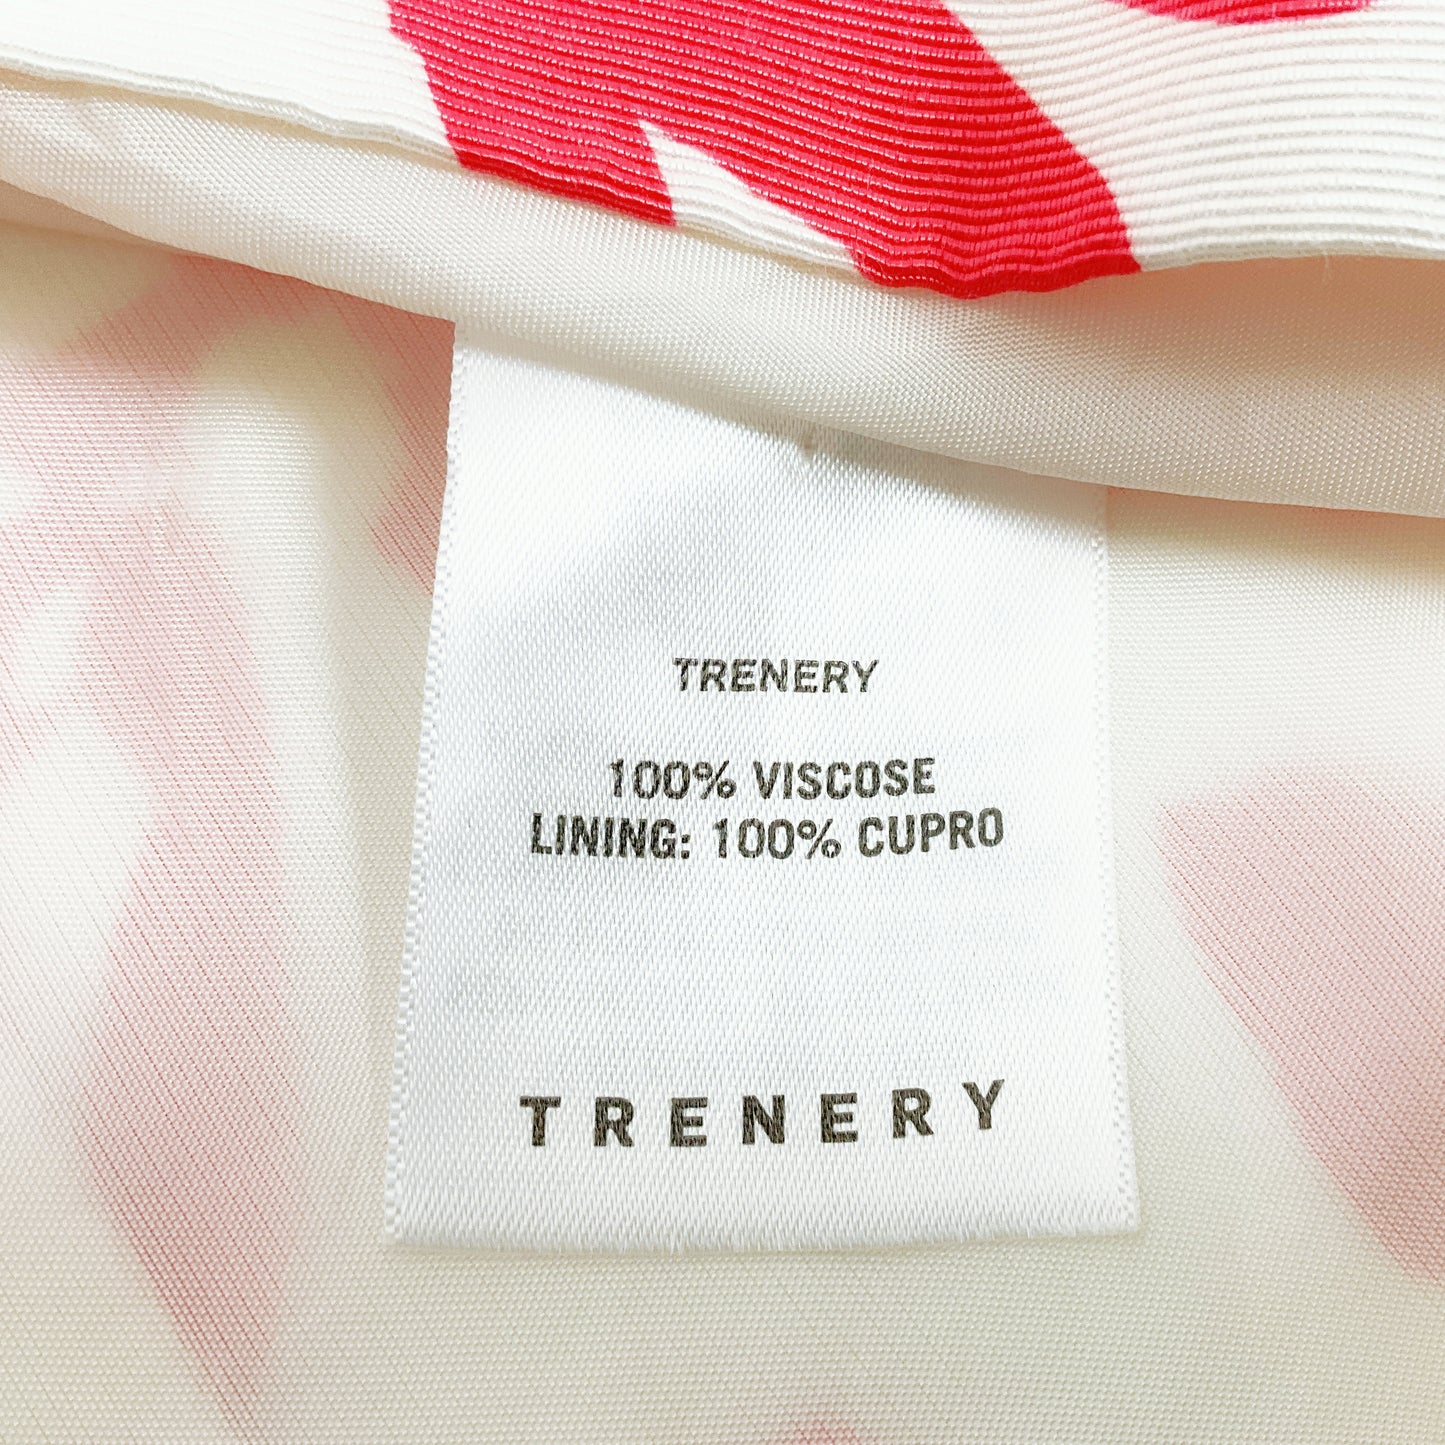 TRENERY
100% VISCOSE
LINING: 100% CUPRO
TRENERY